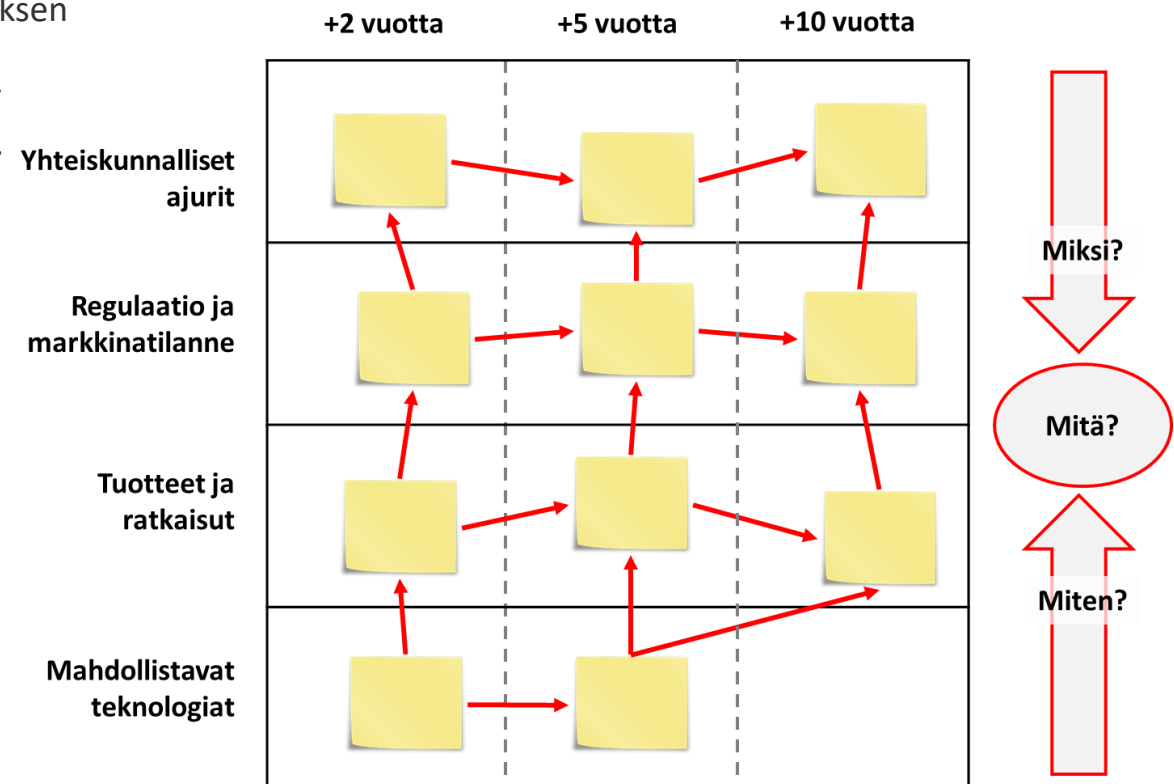 ksen
+2 vuotta
+5 vuotta
+10 vuotta
Yhteiskunnalliset
ajurit
Miksi?
Regulaatio ja
markkinatilanne
Mitä?
Tuotteet ja
ratkaisut
Miten?
Mahdollistavat
teknologiat